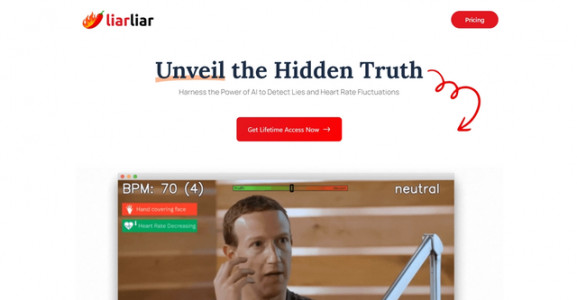 liarliar
Pricing
Unveil the Hidden Truth
Harness the Power of AI to Detect Lies and Heart Rate Fluctuations
Get Lifetime Access Now →
BPM: 70 (4)
neutral
Hand covering face
Heart Rate Decreasing